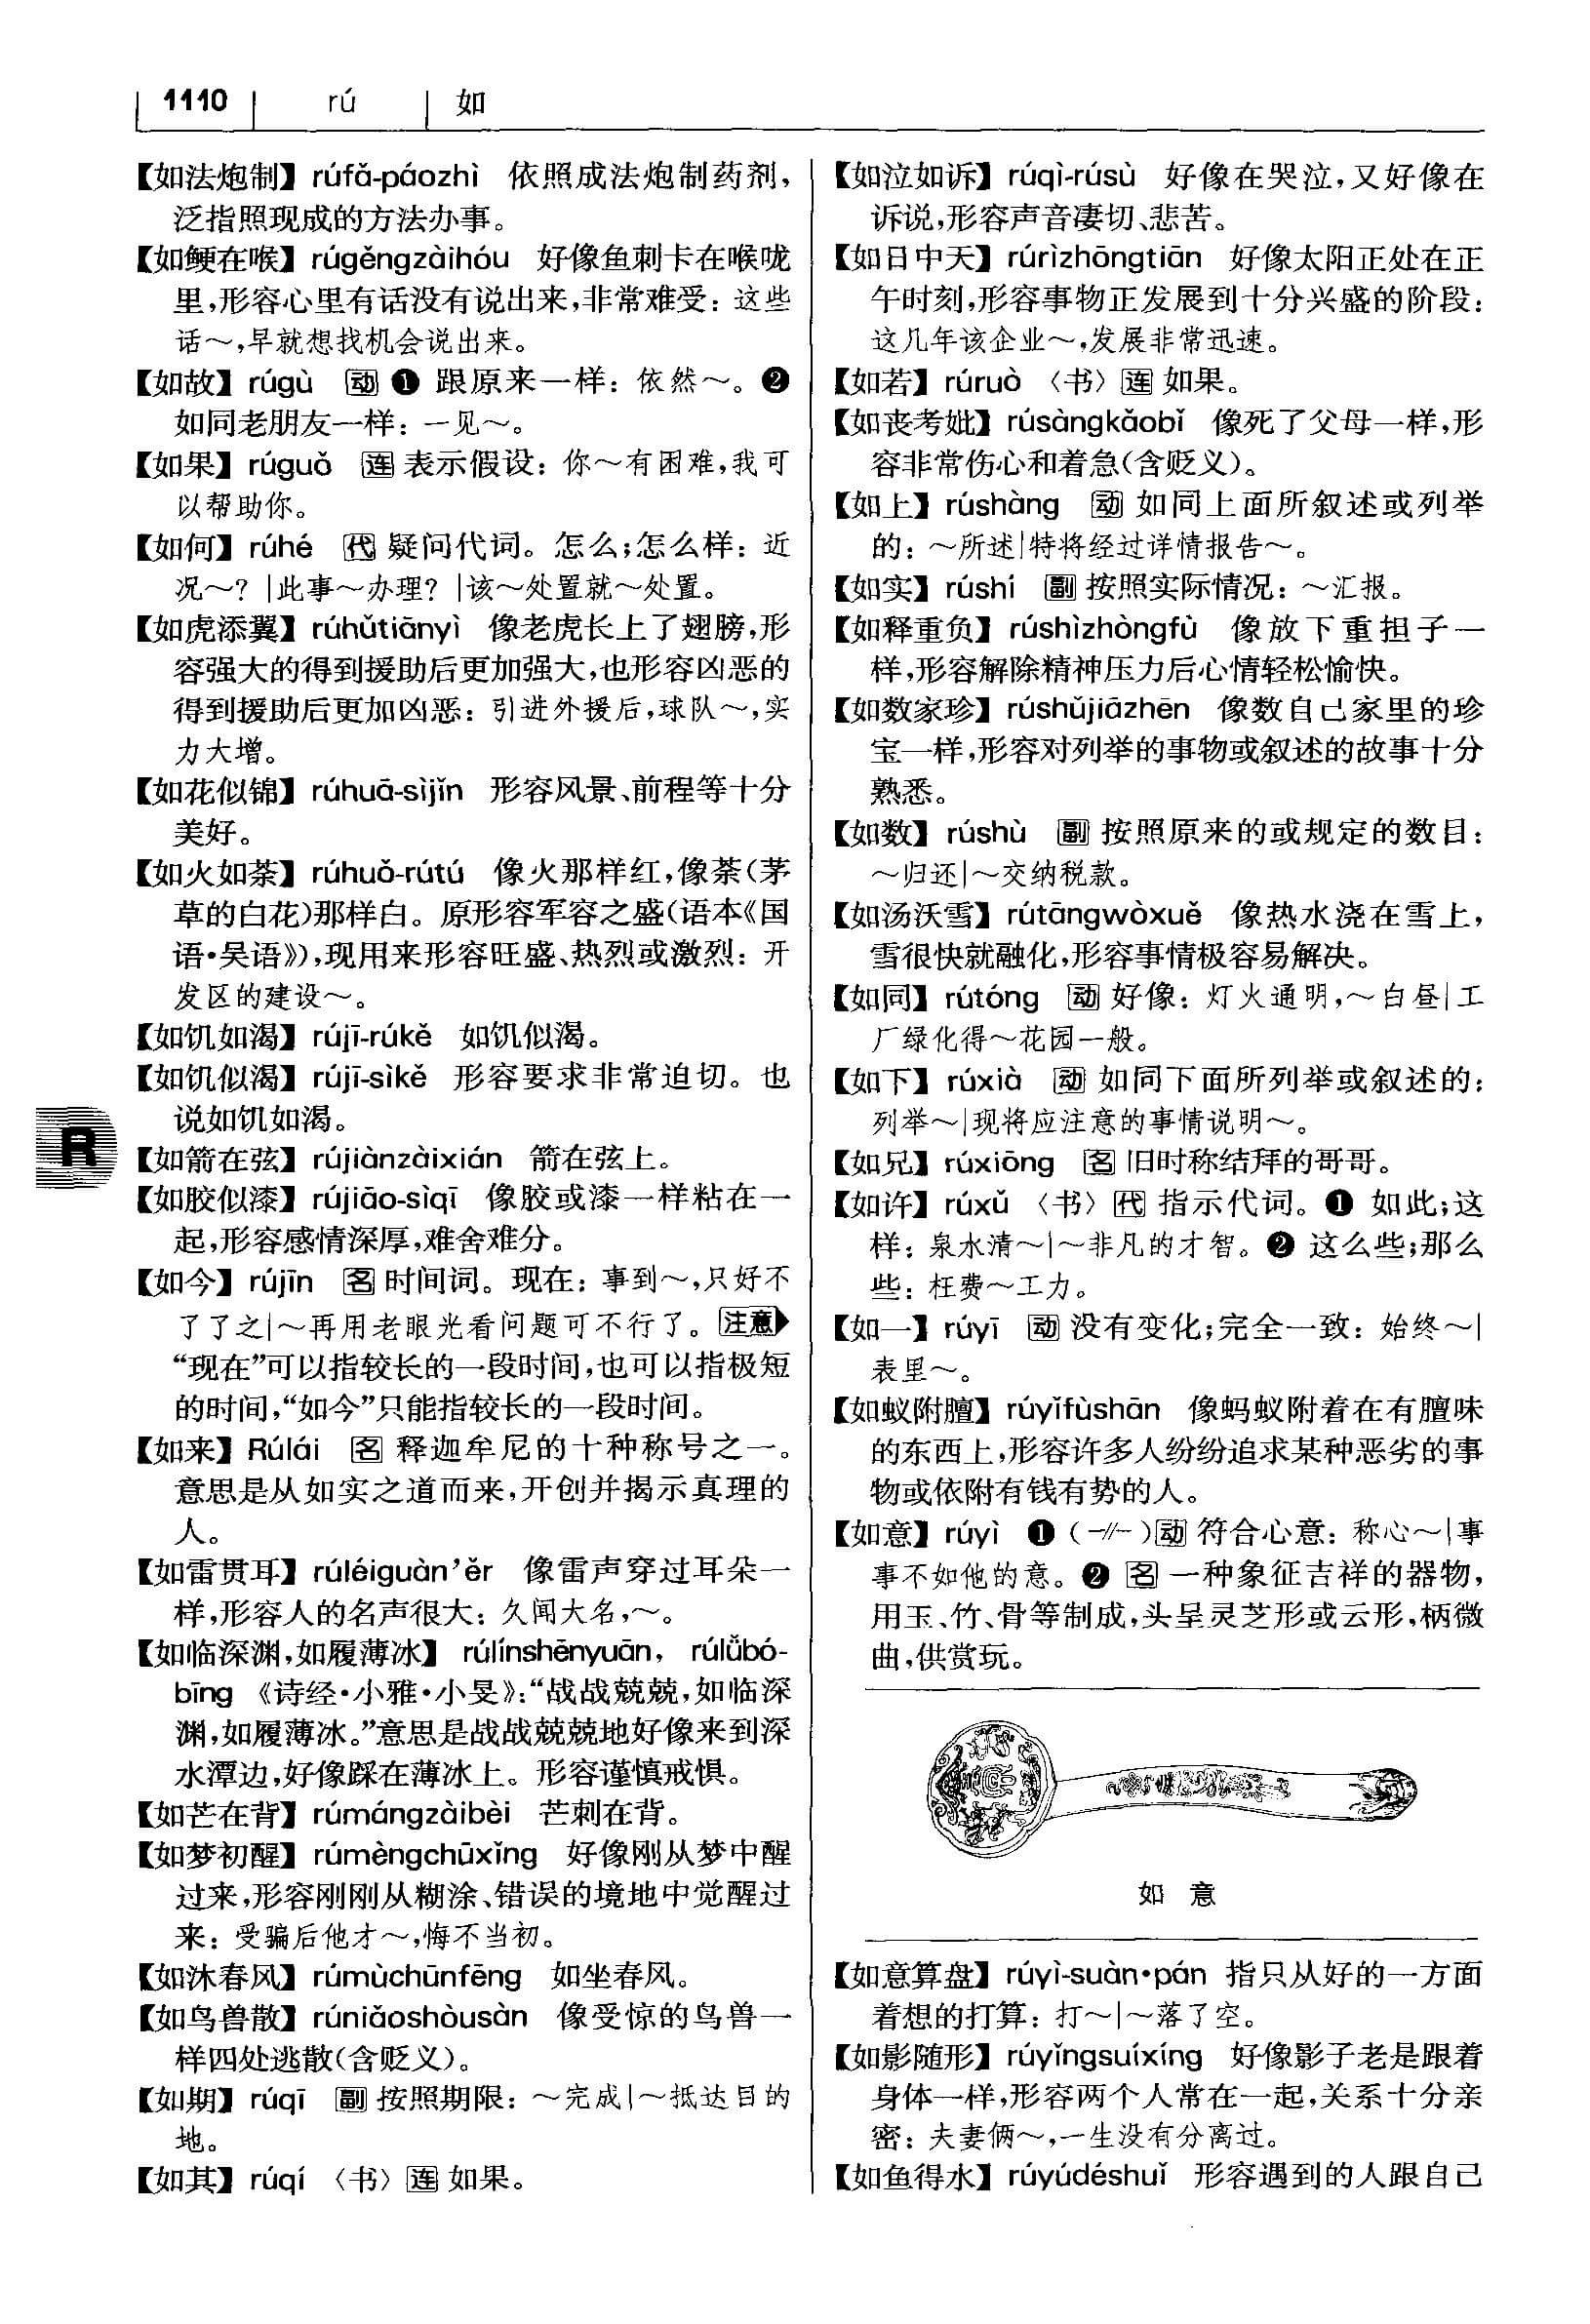 1110 rú 如
【如法炮制】 rúfǎ-páozhì 依照成法炮制药剂，
泛指照现成的方法办事。
【如鲠在喉】 rúgěngzàihóu 好像鱼刺卡在喉咙
里，形容心里有话没有说出来，非常难受：这些
话～，早就想找机会说出来。
【如故】 rúgù 动 ❶ 跟原来一样：依然～。❷
如同老朋友一样：一见～。
【如果】 rúguǒ 连 表示假设：你～有困难，我可
以帮助你。
【如何】 rúhé 代 疑问代词。怎么；怎么样：近
况～？|此事～办理？|该～处置就～处置。
【如虎添翼】 rúhǔtiānyì 像老虎长上了翅膀，形
容强大的得到援助后更加强大，也形容凶恶的
得到援助后更加凶恶：引进外援后，球队～，实
力大增。
【如花似锦】 rúhuā-sìjǐn 形容风景、前程等十分
美好。
【如火如荼】 rúhuǒ-rútú 像火那样红，像荼（茅
草的白花）那样白。原形容军容之盛（语本《国
语·吴语》），现用来形容旺盛、热烈或激烈：开
发区的建设～。
【如饥如渴】 rújī-rúkě 如饥似渴。
【如饥似渴】 rújī-sìkě 形容要求非常迫切。也
说如饥如渴。
【如箭在弦】 rújiànzàixián 箭在弦上。
【如胶似漆】 rújiāo-sìqī 像胶或漆一样粘在一
起，形容感情深厚，难舍难分。
【如今】 rújīn 名 时间词。现在：事到～，只好不
了了之|～再用老眼光看问题可不行了。注意
“现在”可以指较长的一段时间，也可以指极短
的时间，“如今”只能指较长的一段时间。
【如来】 Rúlái 名 释迦牟尼的十种称号之一。
意思是从如实之道而来，开创并揭示真理的
人。
【如雷贯耳】 rúléiguàn’ěr 像雷声穿过耳朵一
样，形容人的名声很大：久闻大名，～。
【如临深渊，如履薄冰】 rúlínshēnyuān, rúlǚbó-
bīng 《诗经·小雅·小旻》：“战战兢兢，如临深
渊，如履薄冰。”意思是战战兢兢地好像来到深
水潭边，好像踩在薄冰上。形容谨慎戒惧。
【如芒在背】 rúmángzàibèi 芒刺在背。
【如梦初醒】 rúmèngchūxǐng 好像刚从梦中醒
过来，形容刚刚从糊涂、错误的境地中觉醒过
来：受骗后他才～，悔不当初。
【如沐春风】 rúmùchūnfēng 如坐春风。
【如鸟兽散】 rúniǎoshòusàn 像受惊的鸟兽一
样四处逃散（含贬义）。
【如期】 rúqī 副 按照期限：～完成|～抵达目的
地。
【如其】 rúqí 〈书〉连 如果。
R
【如泣如诉】 rúqì-rúsù 好像在哭泣，又好像在
诉说，形容声音凄切、悲苦。
【如日中天】 rúrìzhōngtiān 好像太阳正处在正
午时刻，形容事物正发展到十分兴盛的阶段：
这几年该企业～，发展非常迅速。
【如若】 rúruò 〈书〉连 如果。
【如丧考妣】 rúsàngkǎobǐ 像死了父母一样，形
容非常伤心和着急（含贬义）。
【如上】 rúshàng 动 如同上面所叙述或列举
的：～所述|特将经过详情报告～。
【如实】 rúshí 副 按照实际情况：～汇报。
【如释重负】 rúshìzhòngfù 像放下重担子一
样，形容解除精神压力后心情轻松愉快。
【如数家珍】 rúshǔjiāzhēn 像数自己家里的珍
宝一样，形容对列举的事物或叙述的故事十分
熟悉。
【如数】 rúshù 副 按照原来的或规定的数目：
～归还|～交纳税款。
【如汤沃雪】 rútāngwòxuě 像热水浇在雪上，
雪很快就融化，形容事情极容易解决。
【如同】 rútóng 动 好像：灯火通明，～白昼|工
厂绿化得～花园一般。
【如下】 rúxià 动 如同下面所列举或叙述的：
列举～|现将应注意的事情说明～。
【如兄】 rúxiōng 名 旧时称结拜的哥哥。
【如许】 rúxǔ 〈书〉代 指示代词。❶ 如此；这
样：泉水清～|～非凡的才智。❷ 这么些；那么
些：枉费～工力。
【如一】 rúyī 动 没有变化；完全一致：始终～|
表里～。
【如蚁附膻】 rúyǐfùshān 像蚂蚁附着在有膻味
的东西上，形容许多人纷纷追求某种恶劣的事
物或依附有钱有势的人。
【如意】 rúyì ❶（-//-）动 符合心意：称心～|事
事不如他的意。❷ 名 一种象征吉祥的器物，
用玉、竹、骨等制成，头呈灵芝形或云形，柄微
曲，供赏玩。
如 意
【如意算盘】 rúyì-suàn·pán 指只从好的一方面
着想的打算：打～|～落了空。
【如影随形】 rúyǐngsuíxíng 好像影子老是跟着
身体一样，形容两个人常在一起，关系十分亲
密：夫妻俩～，一生没有分离过。
【如鱼得水】 rúyúdéshuǐ 形容遇到的人跟自己